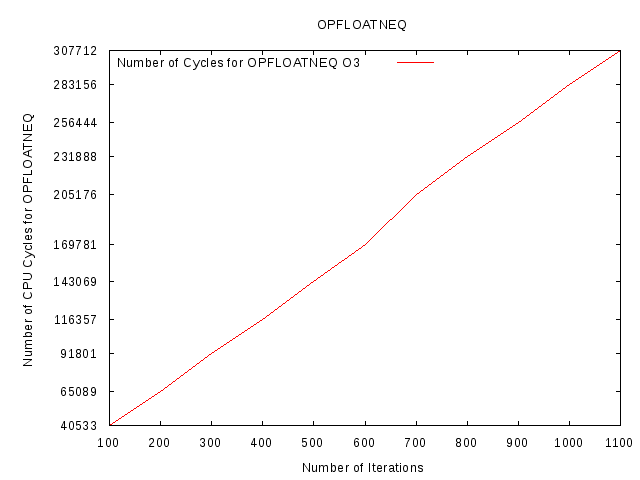 OPFLOATNEQ
Number of Cycles for OPFLOATNEQ O3
Number of CPU Cycles for OPFLOATNEQ
307712
283156
256444
231888
205176
169781
143069
116357
91801
65089
40533
100 200 300 400 500 600 700 800 900 1000 1100
Number of Iterations